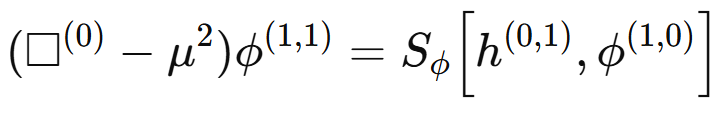 (□^{(0)} − μ^2)ϕ^{(1,1)} = S_ϕ[h^{(0,1)}, ϕ^{(1,0)}]